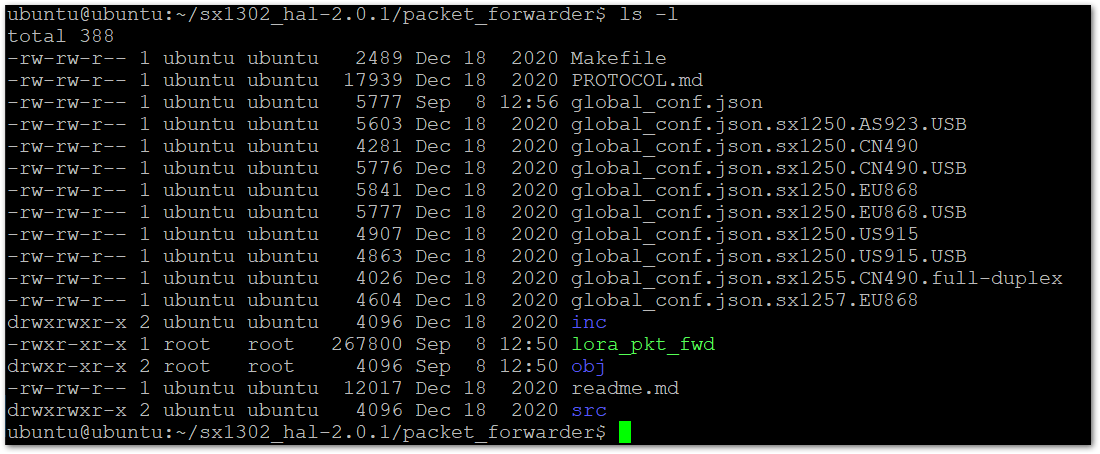 ubuntu@ubuntu:~/sx1302_hal-2.0.1/packet_forwarder$ ls -l
total 388
-rw-rw-r-- 1 ubuntu ubuntu   2489 Dec 18  2020 Makefile
-rw-rw-r-- 1 ubuntu ubuntu  17939 Dec 18  2020 PROTOCOL.md
-rw-rw-r-- 1 ubuntu ubuntu   5777 Sep  8 12:56 global_conf.json
-rw-rw-r-- 1 ubuntu ubuntu   5603 Dec 18  2020 global_conf.json.sx1250.AS923.USB
-rw-rw-r-- 1 ubuntu ubuntu   4281 Dec 18  2020 global_conf.json.sx1250.CN490
-rw-rw-r-- 1 ubuntu ubuntu   5776 Dec 18  2020 global_conf.json.sx1250.CN490.USB
-rw-rw-r-- 1 ubuntu ubuntu   5841 Dec 18  2020 global_conf.json.sx1250.EU868
-rw-rw-r-- 1 ubuntu ubuntu   5777 Dec 18  2020 global_conf.json.sx1250.EU868.USB
-rw-rw-r-- 1 ubuntu ubuntu   4907 Dec 18  2020 global_conf.json.sx1250.US915
-rw-rw-r-- 1 ubuntu ubuntu   4863 Dec 18  2020 global_conf.json.sx1250.US915.USB
-rw-rw-r-- 1 ubuntu ubuntu   4026 Dec 18  2020 global_conf.json.sx1255.CN490.full-duplex
-rw-rw-r-- 1 ubuntu ubuntu   4604 Dec 18  2020 global_conf.json.sx1257.EU868
drwxrwxr-x 2 ubuntu ubuntu   4096 Dec 18  2020 inc
-rwxr-xr-x 1 root   root   267800 Sep  8 12:50 lora_pkt_fwd
drwxr-xr-x 2 root   root     4096 Sep  8 12:50 obj
-rw-rw-r-- 1 ubuntu ubuntu  12017 Dec 18  2020 readme.md
drwxrwxr-x 2 ubuntu ubuntu   4096 Dec 18  2020 src
ubuntu@ubuntu:~/sx1302_hal-2.0.1/packet_forwarder$